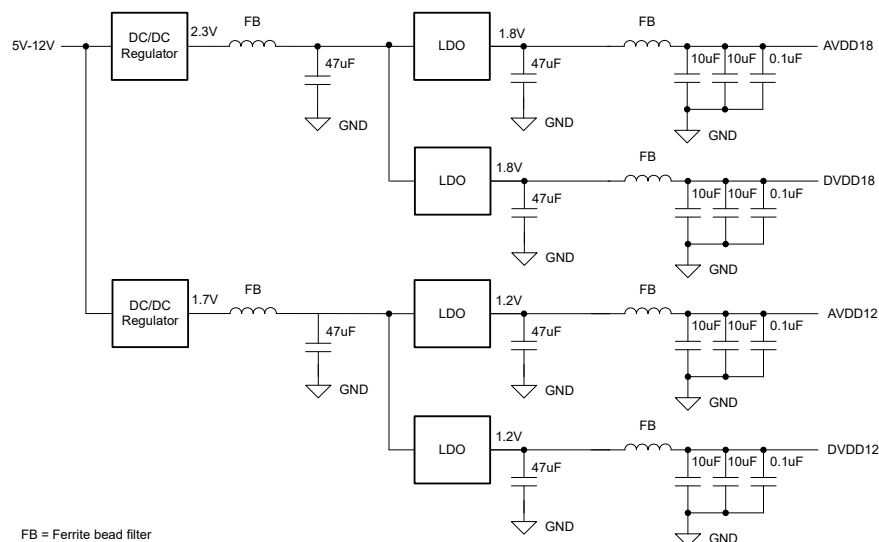 FB
5V-12V
DC/DC
Regulator
2.3V
47uF
GND
LDO
1.8V
47uF
GND
FB
10uF
10uF
0.1uF
GND
AVDD18
LDO
1.8V
47uF
GND
FB
10uF
10uF
0.1uF
GND
DVDD18
DC/DC
Regulator
1.7V
FB
47uF
GND
LDO
1.2V
47uF
GND
FB
10uF
10uF
0.1uF
GND
AVDD12
LDO
1.2V
47uF
GND
FB
10uF
10uF
0.1uF
GND
DVDD12
FB = Ferrite bead filter